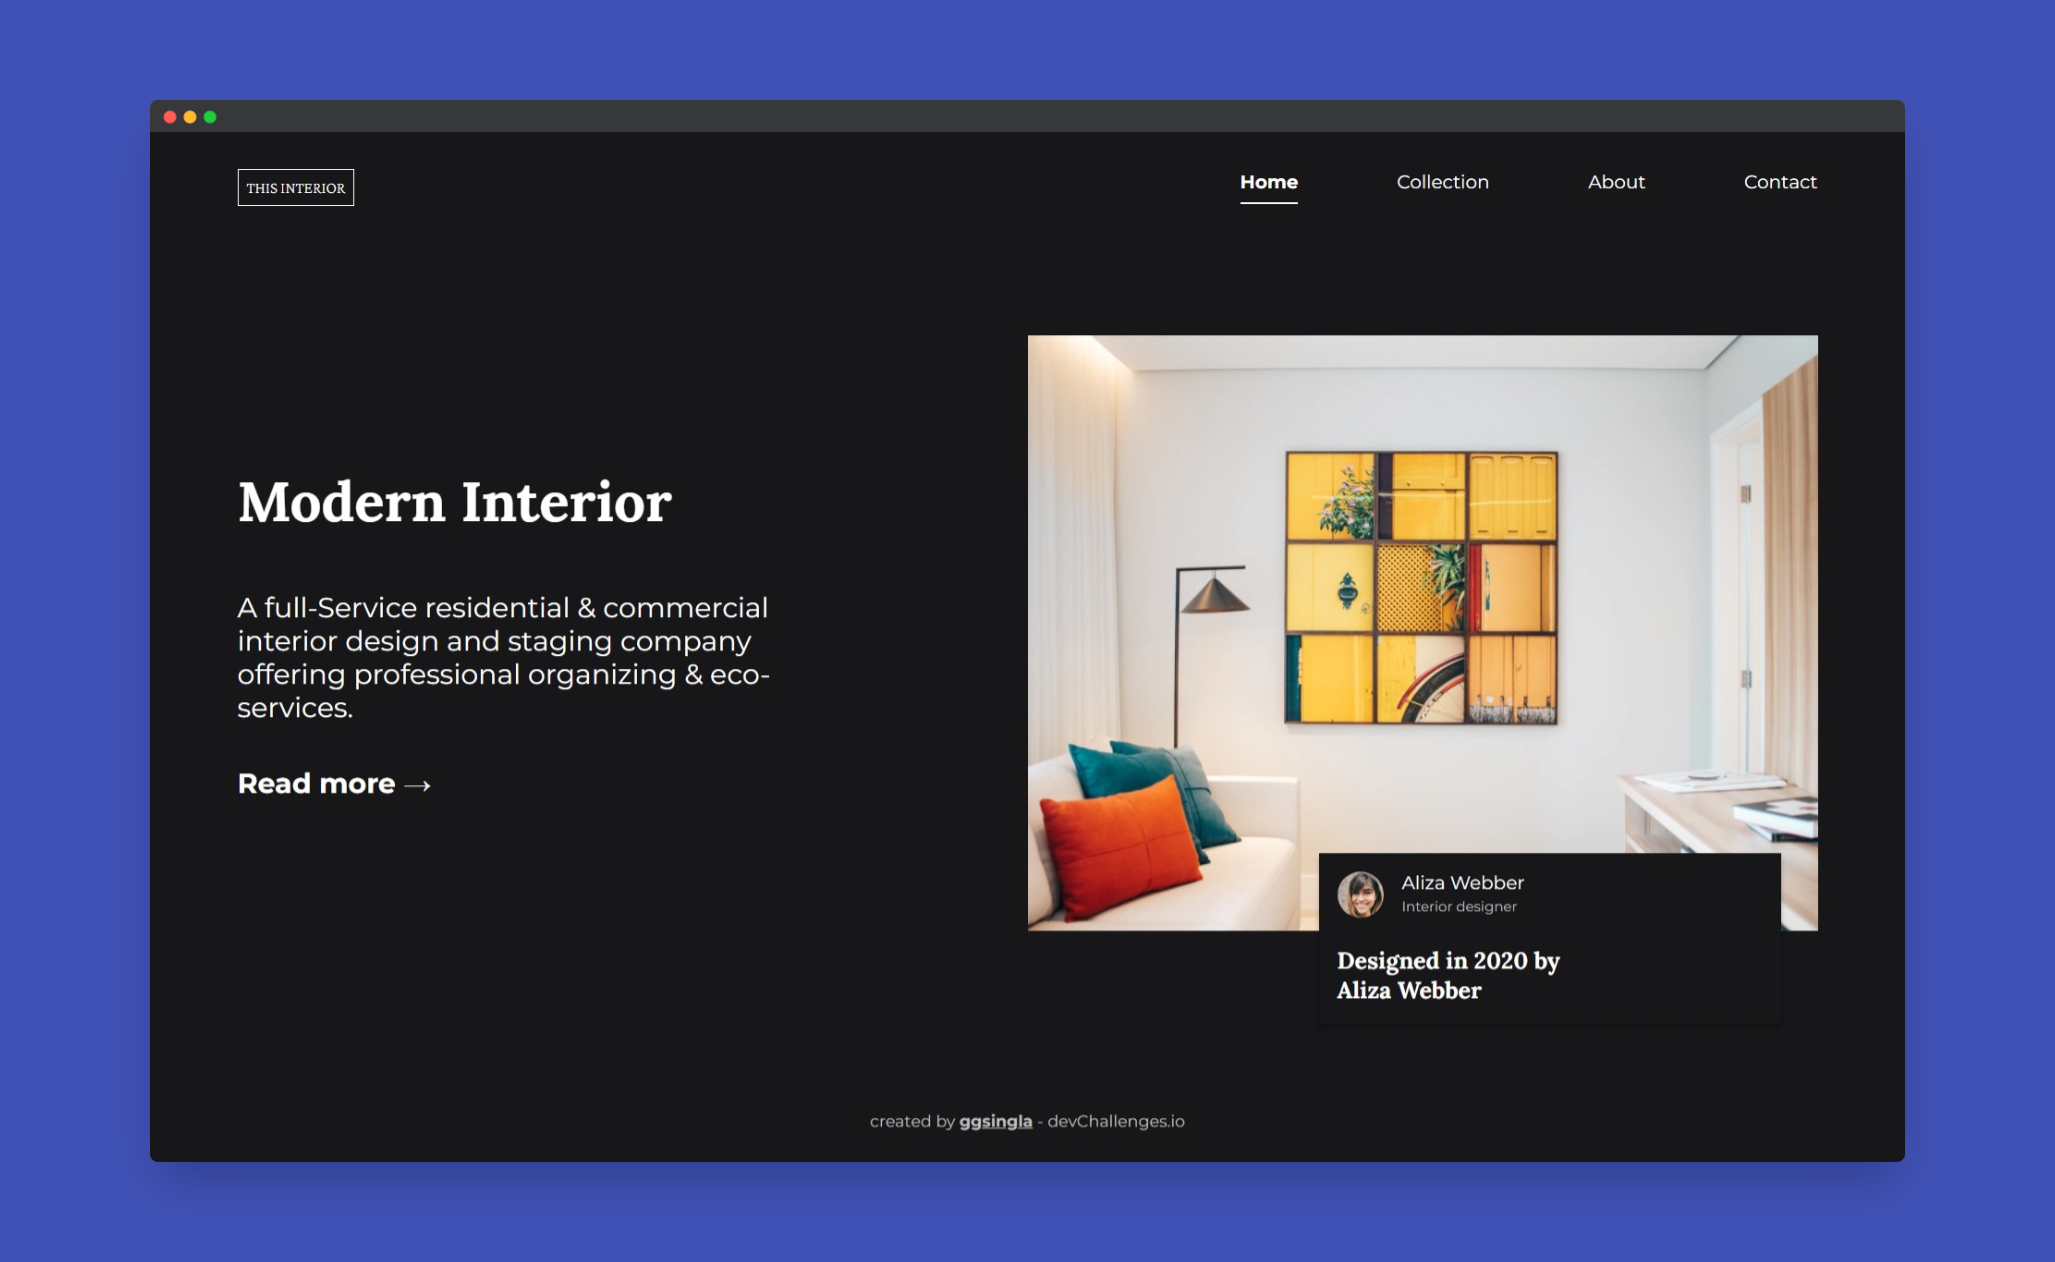 THIS INTERIOR
Home
Collection
About
Contact
Modern Interior
A full-Service residential & commercial
interior design and staging company
offering professional organizing & eco-
services.
Read more →
Aliza Webber
Interior designer
Designed in 2020 by
Aliza Webber
created by ggsingla - devChallenges.io